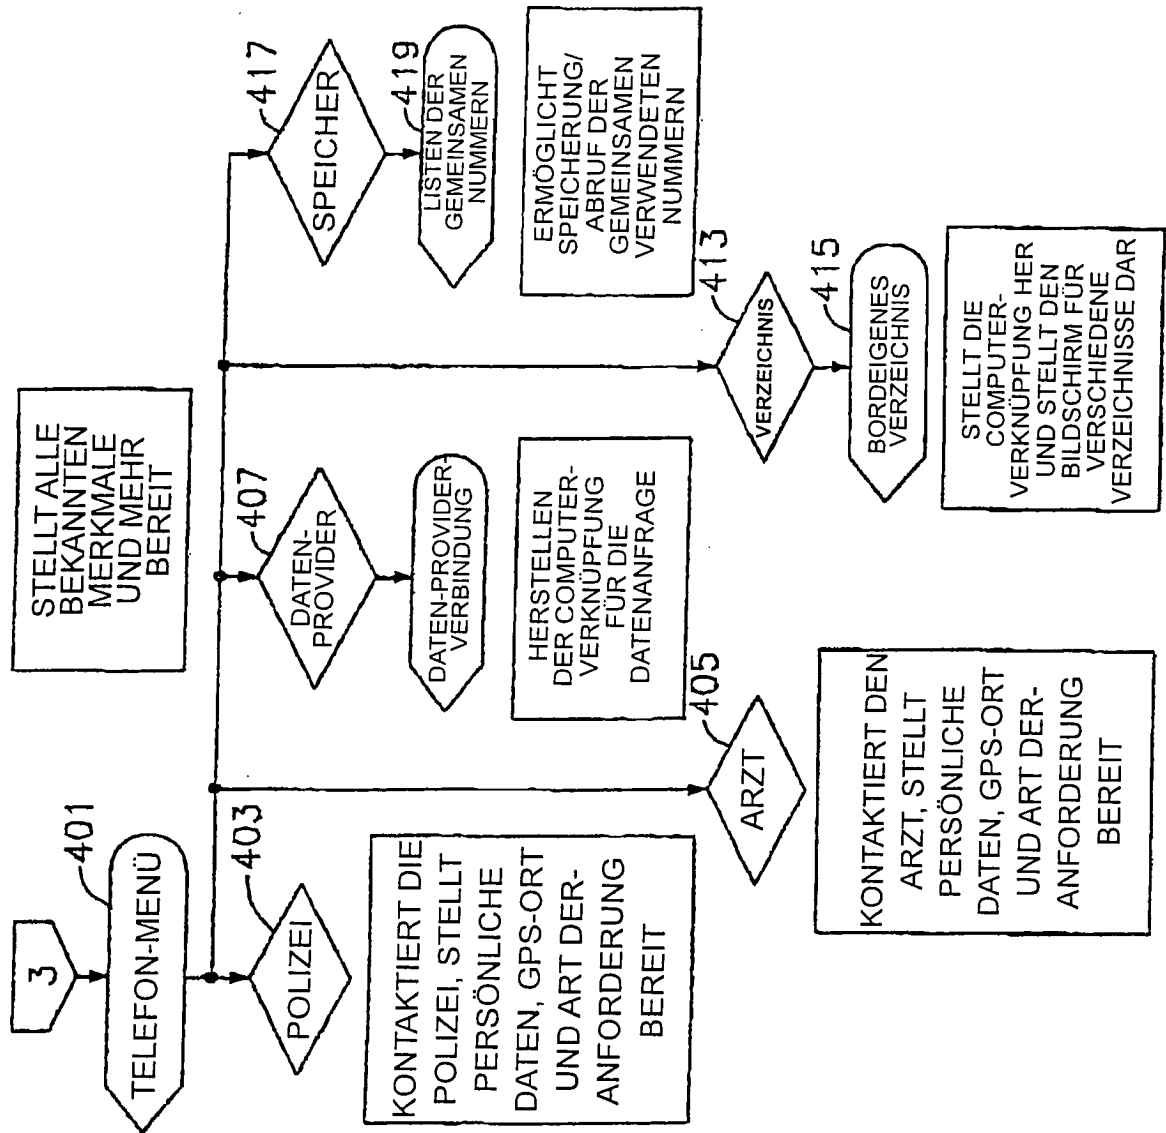 3
401
TELEFON-MENÜ
STELLT ALLE
BEKANNTEN
MERKMALE
UND MEHR
BEREIT
403
POLIZEI
KONTAKTIERT DIE
POLIZEI, STELLT
PERSÖNLICHE
DATEN, GPS-ORT
UND ART DER-
ANFORDERUNG
BEREIT
405
ARZT
KONTAKTIERT DEN
ARZT, STELLT
PERSÖNLICHE
DATEN, GPS-ORT
UND ART DER-
ANFORDERUNG
BEREIT
407
DATEN-
PROVIDER
DATEN-PROVIDER-
VERBINDUNG
HERSTELLEN
DER COMPUTER-
VERKNÜPFUNG
FÜR DIE
DATENANFRAGE
413
VERZEICHNIS
415
BORDEIGENES
VERZEICHNIS
STELLT DIE
COMPUTER-
VERKNÜPFUNG HER
UND STELLT DEN
BILDSCHIRM FÜR
VERSCHIEDENE
VERZEICHNISSE DAR
417
SPEICHER
419
LISTEN DER
GEMEINSAMEN
NUMMERN
ERMÖGLICHT
SPEICHERUNG/
ABRUF DER
GEMEINSAMEN
VERWENDETEN
NUMMERN